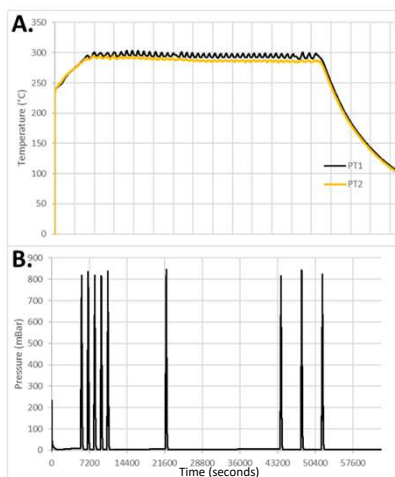 A.
350
300
250
200
150
100
50
0
Temperature (°C)
PT1
PT2
B.
900
800
700
600
500
400
300
200
100
0
Pressure (mBar)
0 7200 14400 21600 28800 36000 43200 50400 57600
Time (seconds)